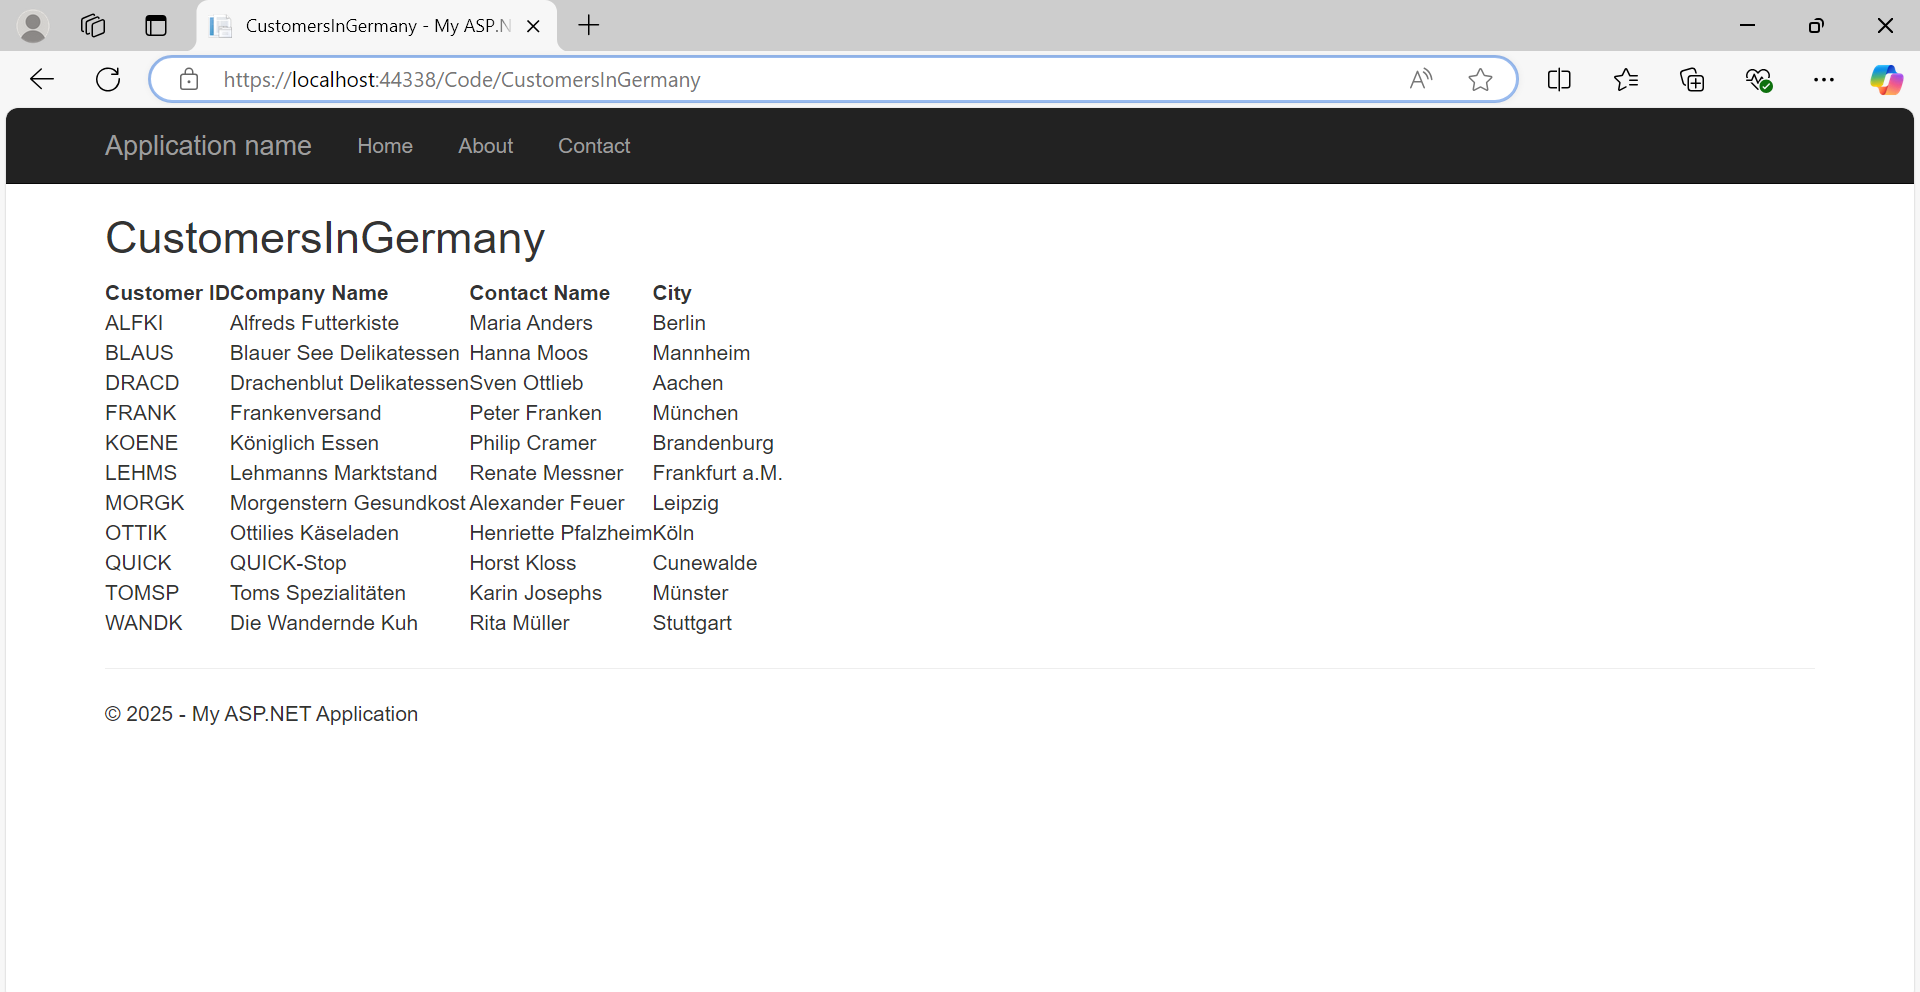 CustomersInGermany - My ASP.N
https://localhost:44338/Code/CustomersInGermany
Application name Home About Contact
CustomersInGermany
Customer ID Company Name Contact Name City
ALFKI Alfreds Futterkiste Maria Anders Berlin
BLAUS Blauer See Delikatessen Hanna Moos Mannheim
DRACD Drachenblut Delikatessen Sven Ottlieb Aachen
FRANK Frankenversand Peter Franken München
KOENE Königlich Essen Philip Cramer Brandenburg
LEHMS Lehmanns Marktstand Renate Messner Frankfurt a.M.
MORGK Morgenstern Gesundkost Alexander Feuer Leipzig
OTTIK Ottilies Käseladen Henriette Pfalzheim Köln
QUICK QUICK-Stop Horst Kloss Cunewalde
TOMSP Toms Spezialitäten Karin Josephs Münster
WANDK Die Wandernde Kuh Rita Müller Stuttgart
© 2025 - My ASP.NET Application